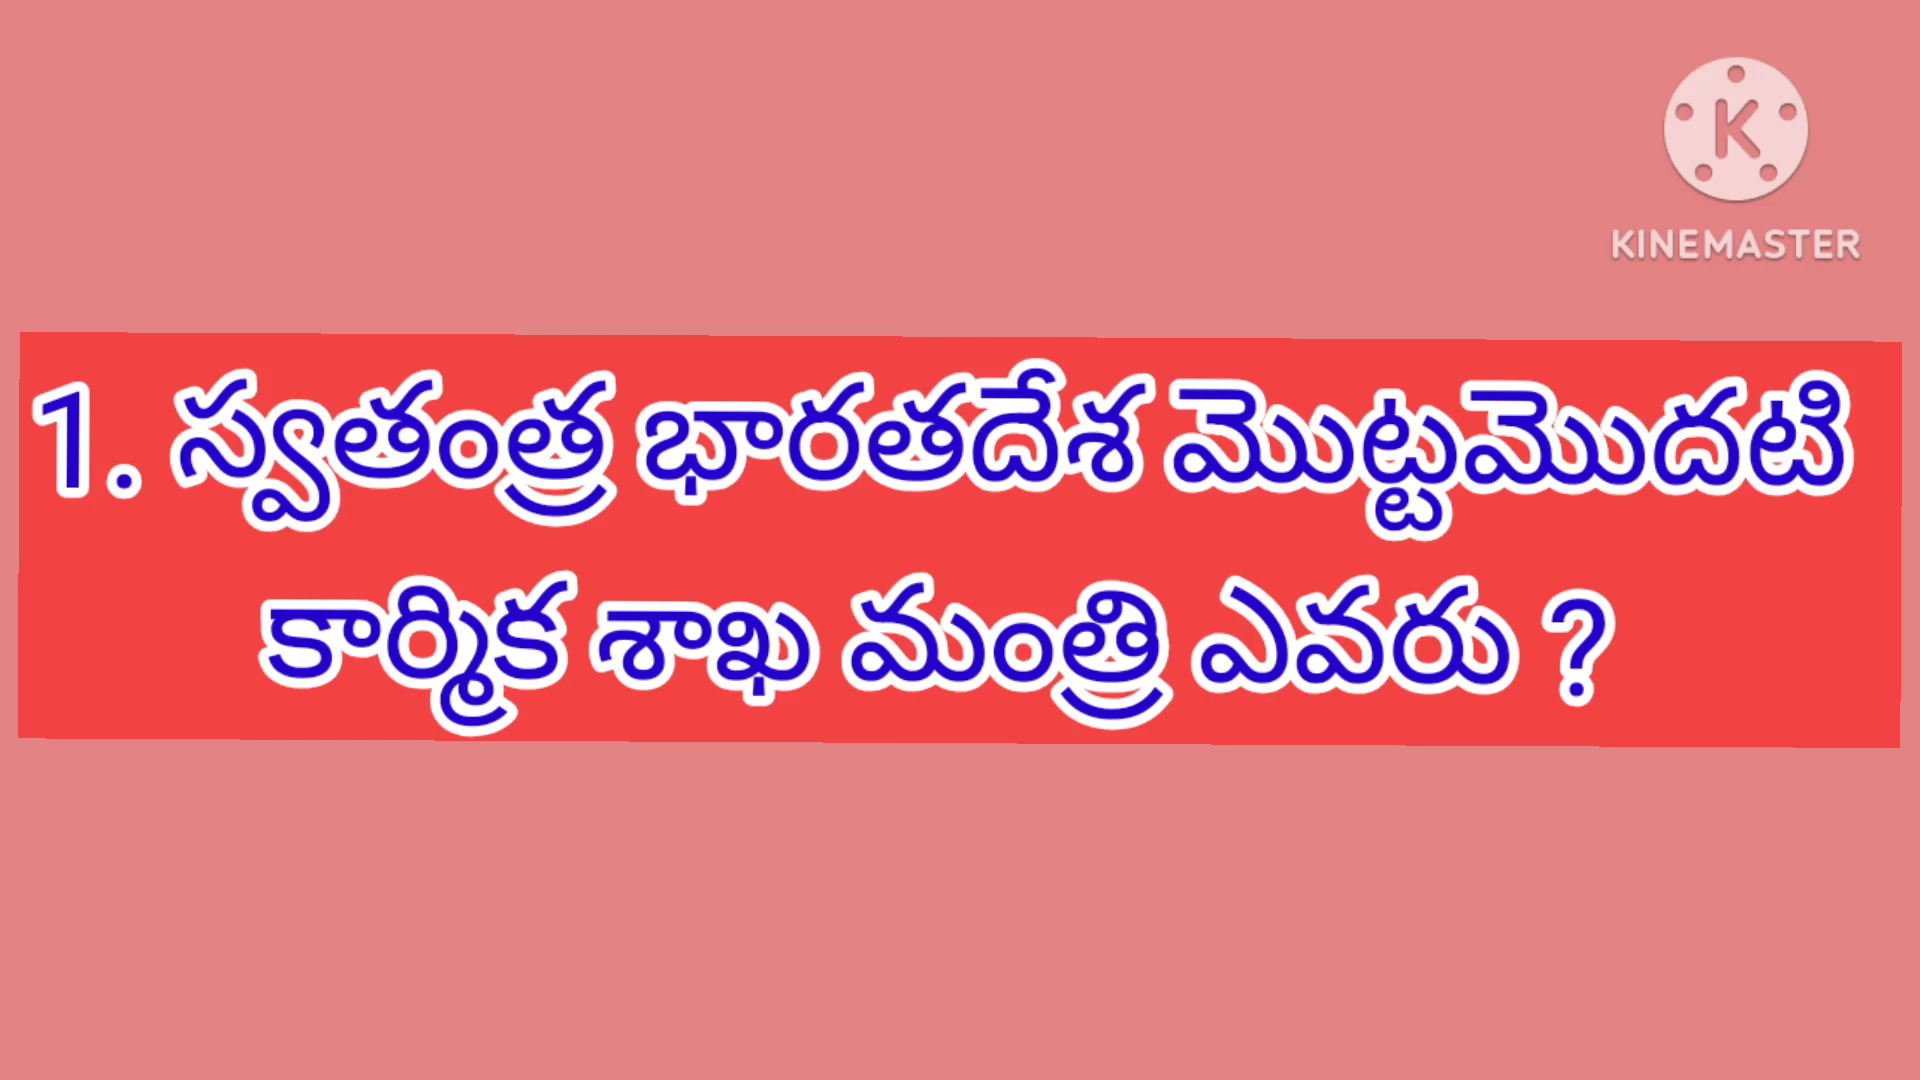 KINEMASTER
1. స్వతంత్ర భారతదేశ మొట్టమొదటి
కార్మిక శాఖ మంత్రి ఎవరు ?